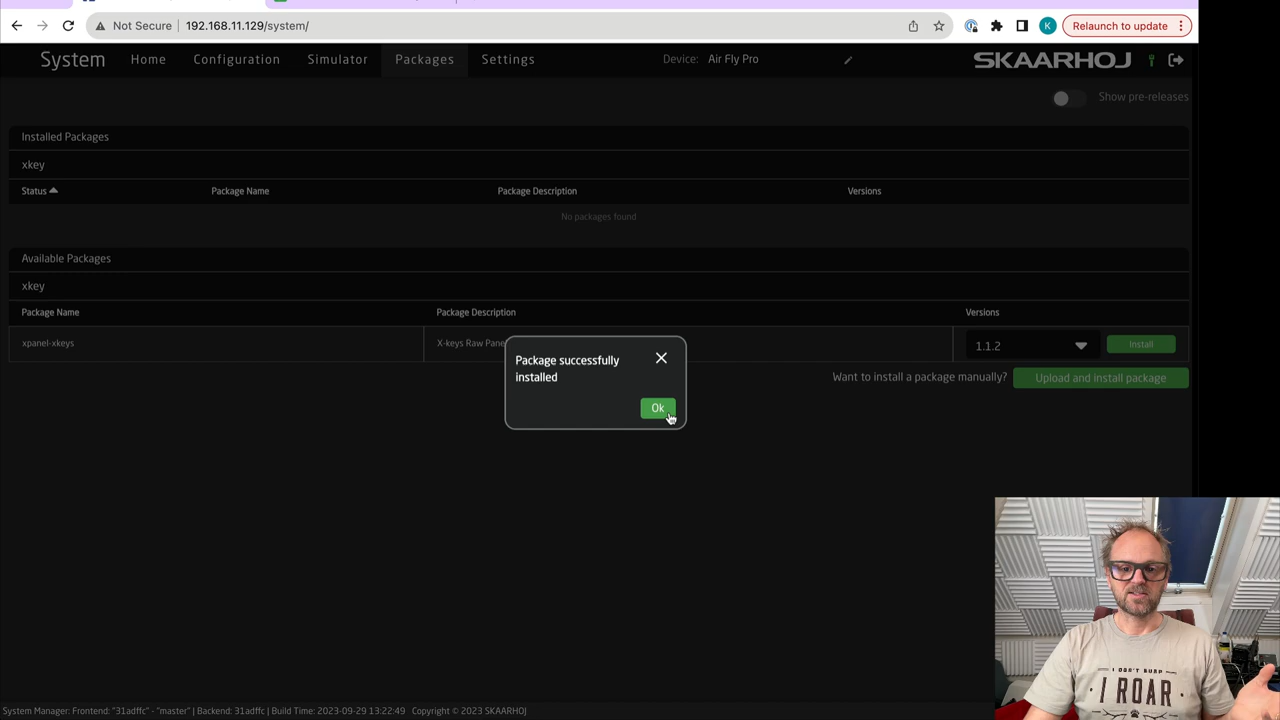 Not Secure 192.168.11.129/system/
K
Relaunch to update
System Home Configuration Simulator Packages Settings Device: Air Fly Pro SKAARHOJ
Show pre-releases
Installed Packages
xkey
Status Package Name Package Description Versions
No packages found
Available Packages
xkey
Package Name Package Description Versions
xpanel-xkeys X-keys Raw Pane 1.1.2 Install
Want to install a package manually? Upload and install package
Package successfully
installed
Ok
I DON'T BURP
I ROAR
System Manager: Frontend: "31adffc" - "master" | Backend: 31adffc | Build Time: 2023-09-29 13:22:49 Copyright © 2023 SKAARHOJ